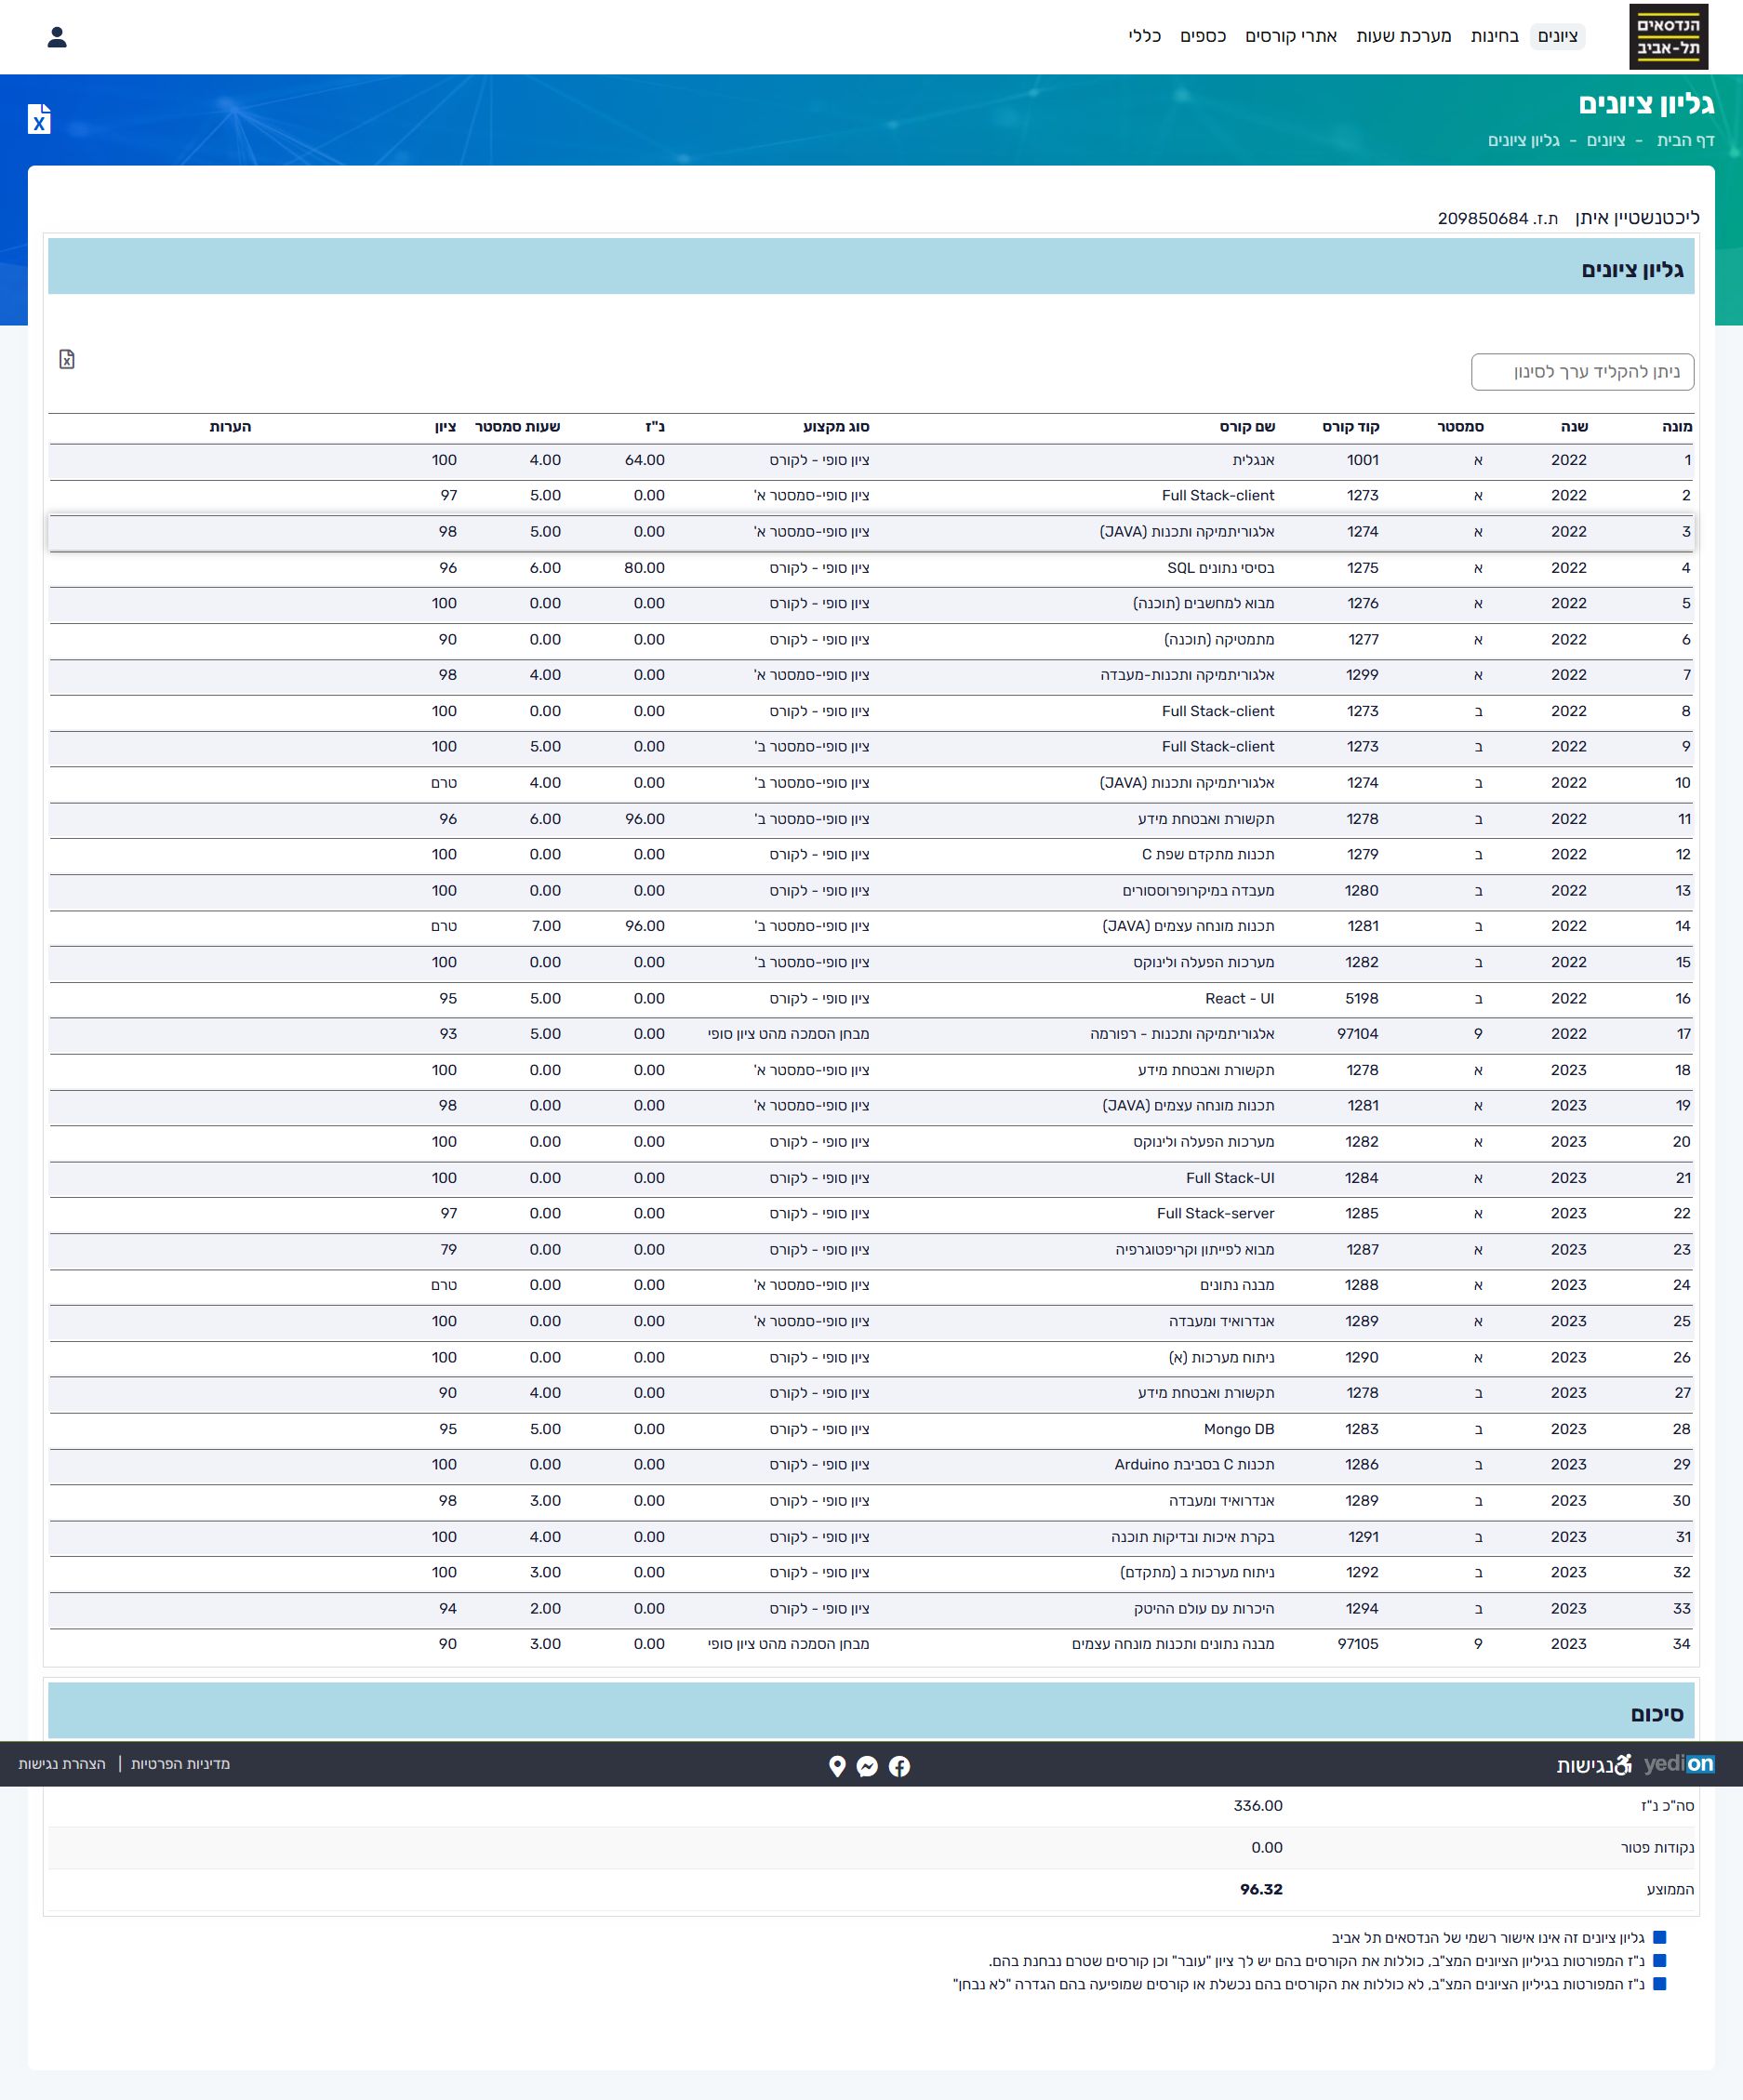 הנדסאים
תל-אביב
ציונים בחינות מערכת שעות אתרי קורסים כספים כללי
גליון ציונים
דף הבית - ציונים - גליון ציונים
ליכטנשטיין איתן ת.ז. 209850684
גליון ציונים
ניתן להקליד ערך לסינון
מונה שנה סמסטר קוד קורס שם קורס סוג מקצוע נ"ז שעות סמסטר ציון הערות
1 2022 א 1001 אנגלית ציון סופי - לקורס 64.00 4.00 100
2 2022 א 1273 Full Stack-client ציון סופי-סמסטר א' 0.00 5.00 97
3 2022 א 1274 אלגוריתמיקה ותכנות (JAVA) ציון סופי-סמסטר א' 0.00 5.00 98
4 2022 א 1275 בסיסי נתונים SQL ציון סופי - לקורס 80.00 6.00 96
5 2022 א 1276 מבוא למחשבים (תוכנה) ציון סופי - לקורס 0.00 0.00 100
6 2022 א 1277 מתמטיקה (תוכנה) ציון סופי - לקורס 0.00 0.00 90
7 2022 א 1299 אלגוריתמיקה ותכנות-מעבדה ציון סופי-סמסטר א' 0.00 4.00 98
8 2022 ב 1273 Full Stack-client ציון סופי - לקורס 0.00 0.00 100
9 2022 ב 1273 Full Stack-client ציון סופי-סמסטר ב' 0.00 5.00 100
10 2022 ב 1274 אלגוריתמיקה ותכנות (JAVA) ציון סופי-סמסטר ב' 0.00 4.00 טרם
11 2022 ב 1278 תקשורת ואבטחת מידע ציון סופי-סמסטר ב' 96.00 6.00 96
12 2022 ב 1279 תכנות מתקדם שפת C ציון סופי - לקורס 0.00 0.00 100
13 2022 ב 1280 מעבדה במיקרופרוססורים ציון סופי - לקורס 0.00 0.00 100
14 2022 ב 1281 תכנות מונחה עצמים (JAVA) ציון סופי-סמסטר ב' 96.00 7.00 טרם
15 2022 ב 1282 מערכות הפעלה ולינוקס ציון סופי-סמסטר ב' 0.00 0.00 100
16 2022 ב 5198 React - UI ציון סופי - לקורס 0.00 5.00 95
17 2022 9 97104 אלגוריתמיקה ותכנות - רפורמה מבחן הסמכה מהט ציון סופי 0.00 5.00 93
18 2023 א 1278 תקשורת ואבטחת מידע ציון סופי-סמסטר א' 0.00 0.00 100
19 2023 א 1281 תכנות מונחה עצמים (JAVA) ציון סופי-סמסטר א' 0.00 0.00 98
20 2023 א 1282 מערכות הפעלה ולינוקס ציון סופי - לקורס 0.00 0.00 100
21 2023 א 1284 Full Stack-UI ציון סופי - לקורס 0.00 0.00 100
22 2023 א 1285 Full Stack-server ציון סופי - לקורס 0.00 0.00 97
23 2023 א 1287 מבוא לפייתון וקריפטוגרפיה ציון סופי - לקורס 0.00 0.00 79
24 2023 א 1288 מבנה נתונים ציון סופי-סמסטר א' 0.00 0.00 טרם
25 2023 א 1289 אנדרואיד ומעבדה ציון סופי-סמסטר א' 0.00 0.00 100
26 2023 א 1290 ניתוח מערכות (א) ציון סופי - לקורס 0.00 0.00 100
27 2023 ב 1278 תקשורת ואבטחת מידע ציון סופי - לקורס 0.00 4.00 90
28 2023 ב 1283 Mongo DB ציון סופי - לקורס 0.00 5.00 95
29 2023 ב 1286 תכנות C בסביבת Arduino ציון סופי - לקורס 0.00 0.00 100
30 2023 ב 1289 אנדרואיד ומעבדה ציון סופי - לקורס 0.00 3.00 98
31 2023 ב 1291 בקרת איכות ובדיקות תוכנה ציון סופי - לקורס 0.00 4.00 100
32 2023 ב 1292 ניתוח מערכות ב (מתקדם) ציון סופי - לקורס 0.00 3.00 100
33 2023 ב 1294 היכרות עם עולם ההיטק ציון סופי - לקורס 0.00 2.00 94
34 2023 9 97105 מבנה נתונים ותכנות מונחה עצמים מבחן הסמכה מהט ציון סופי 0.00 3.00 90
סיכום
yedion נגישות מדיניות הפרטיות | הצהרת נגישות
סה"כ נ"ז 336.00
נקודות פטור 0.00
הממוצע 96.32
גליון ציונים זה אינו אישור רשמי של הנדסאים תל אביב
נ"ז המפורטות בגיליון הציונים המצ"ב, כוללות את הקורסים בהם יש לך ציון "עובר" וכן קורסים שטרם נבחנת בהם.
נ"ז המפורטות בגיליון הציונים המצ"ב, לא כוללות את הקורסים בהם נכשלת או קורסים שמופיעה בהם הגדרה "לא נבחן"